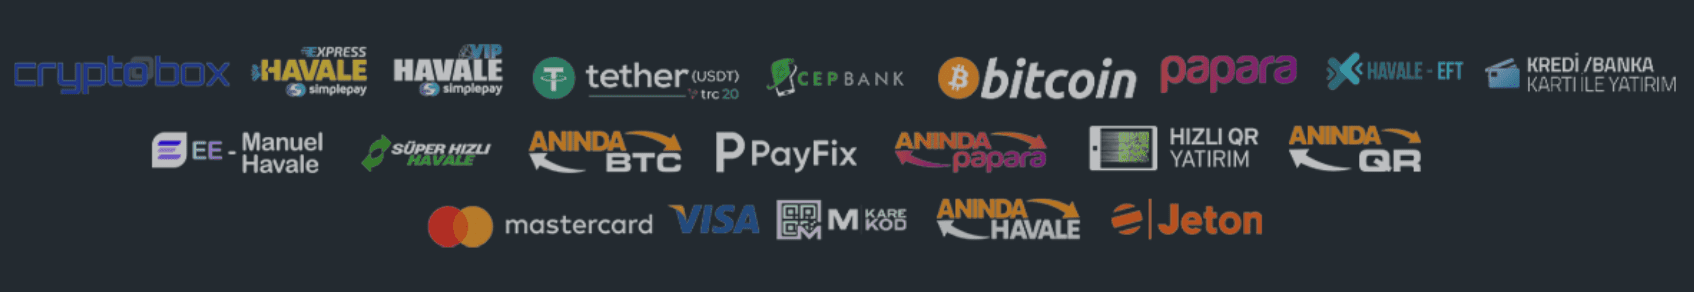 cryptobox EXPRESS HAVALE simplepay VIP HAVALE simplepay tether (USDT) trc 20 CEPBANK bitcoin papara HAVALE - EFT KREDİ /BANKA KARTI İLE YATIRIM
EE - Manuel Havale SÜPER HIZLI HAVALE ANINDA BTC PayFix ANINDA papara HIZLI QR YATIRIM ANINDA QR
mastercard VISA M KARE KOD ANINDA HAVALE Jeton